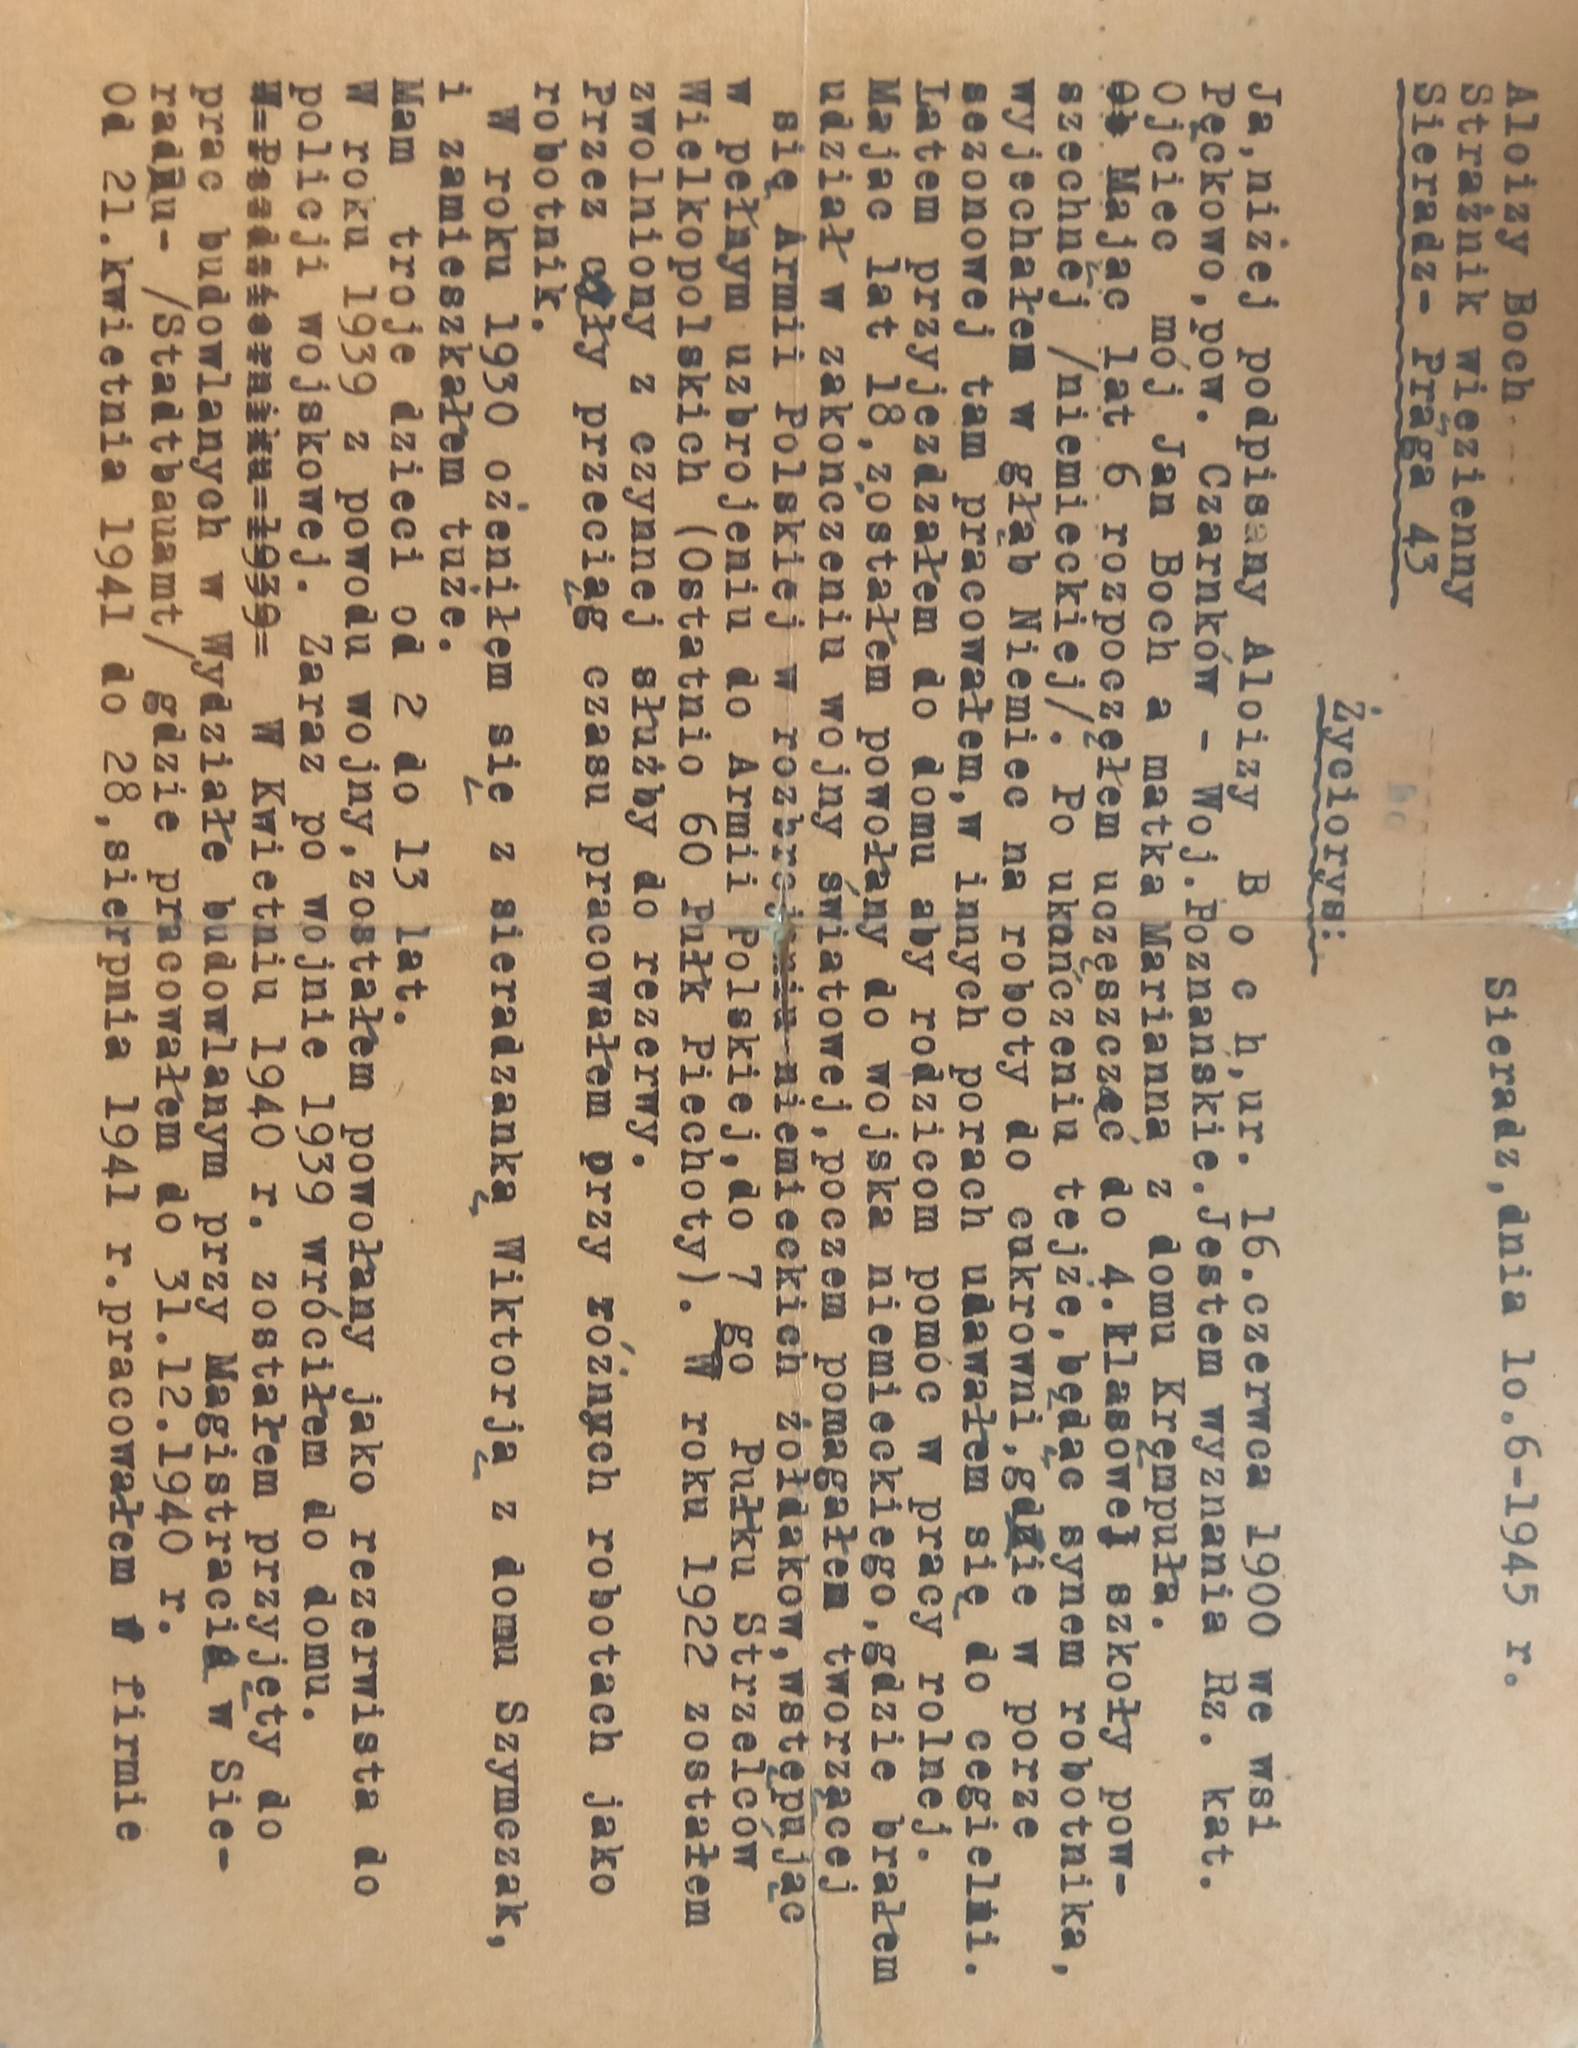 Aloizy Boch
Strażnik więzienny
Sieradz- Praga 43
Sieradz,dnia lo.6-1945 r.
Życiorys:
Ja,niżej podpisany Aloizy B o c h,ur. 16.czerwca 1900 we wsi
Pęckowo,pow. Czarnków - Woj.Poznanskie.Jestem wyznania Rz. kat.
Ojciec mój Jan Boch a matka Marianna z domu Krempuła.
Mając lat 6 rozpoczełem uczęszczać do 4.klasowej szkoły pow-
szechnej /niemieckiej/. Po ukończeniu tejże,będąc synem robotnika,
wyjechałem w głąb Niemiec na roboty do cukrowni,gdzie w porze
sezonowej tam pracowałem,w innych porach udawałem się do cegielni.
Latem przyjezdzałem do domu aby rodzicom pomóc w pracy rolnej.
Mając lat 18,zostałem powołany do wojska niemieckiego,gdzie brałem
udział w zakonczeniu wojny światowej,poczem pomagałem tworzącej
się Armii Polskiej w rozbrojeniu niemieckich żołdakow,wstępując
w pełnym uzbrojeniu do Armii Polskiej,do 7 go Pułku Strzelców
Wielkopolskich (Ostatnio 60 Pułk Piechoty). W roku 1922 zostałem
zwolniony z czynnej służby do rezerwy.
Przez cały przeciąg czasu pracowałem przy różnych robotach jako
robotnik.
W roku 1930 ożeniłem się z sieradzanką Wiktorją z domu Szymczak,
i zamieszkałem tuże.
Mam troje dzieci od 2 do 13 lat.
W roku 1939 z powodu wojny,zostałem powołany jako rezerwista do
policji wojskowej. Zaraz po wojnie 1939 wróciłem do domu.
W Kwietniu 1940 r. zostałem przyjęty do
prac budowlanych w Wydziałe budowlanym przy Magistracie w Sie-
radzu- /Stadtbauamt/ gdzie pracowałem do 31.12.1940 r.
Od 21.kwietnia 1941 do 28,sierpnia 1941 r.pracowałem w firmie